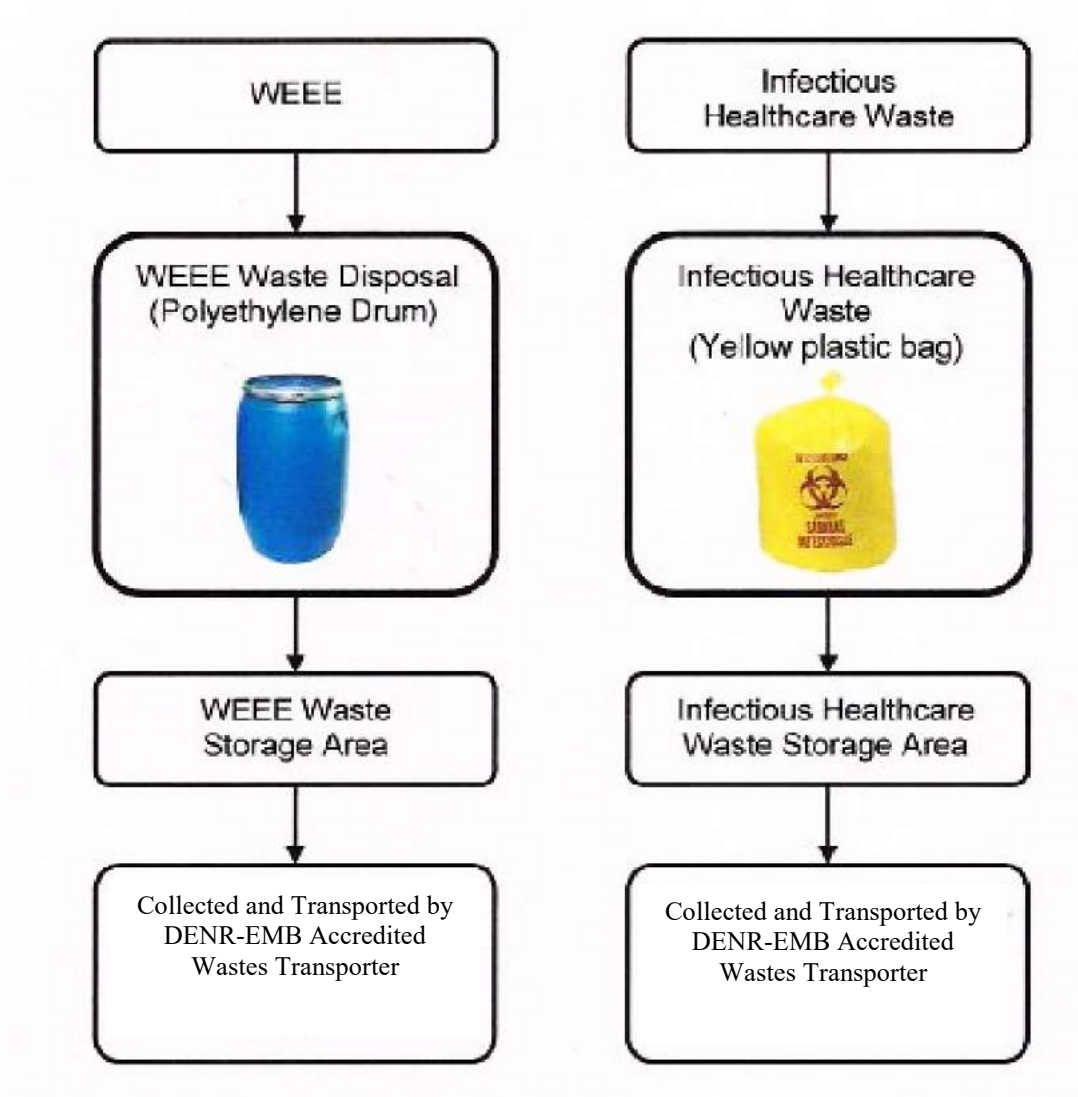 WEEE
WEEE Waste Disposal
(Polyethylene Drum)
WEEE Waste
Storage Area
Collected and Transported by
DENR-EMB Accredited
Wastes Transporter
Infectious
Healthcare Waste
Infectious Healthcare
Waste
(Yellow plastic bag)
Infectious Healthcare
Waste Storage Area
Collected and Transported by
DENR-EMB Accredited
Wastes Transporter